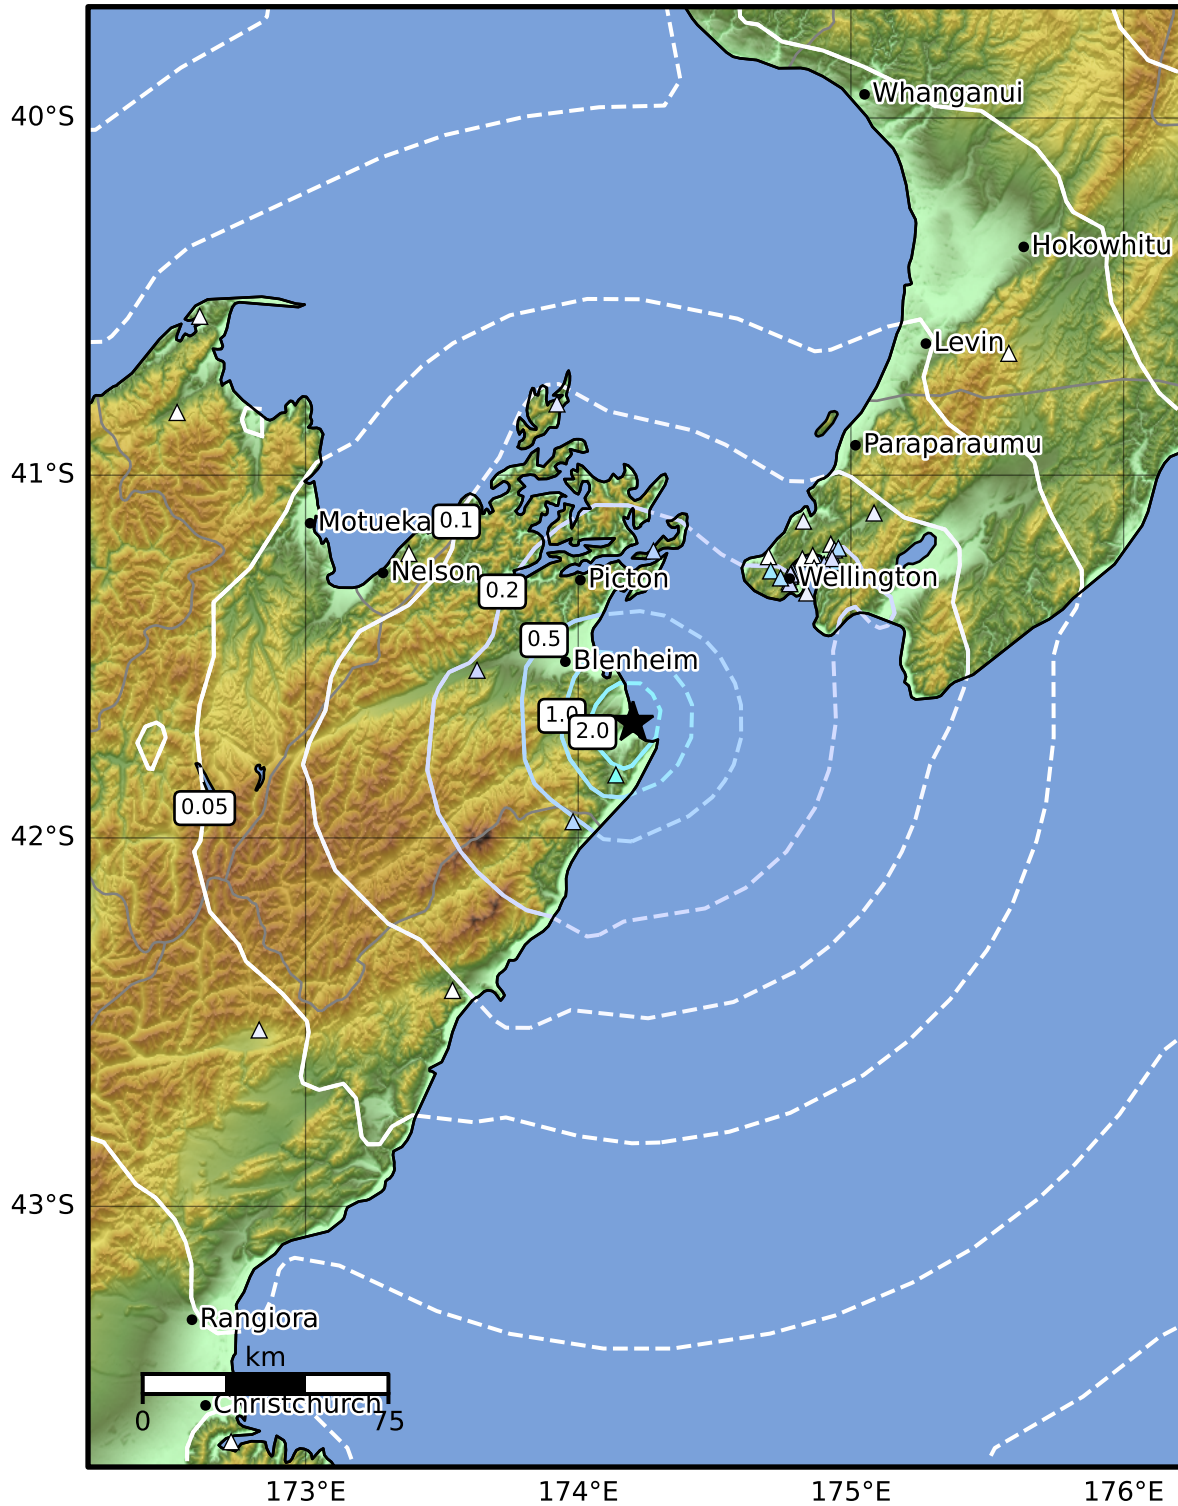 40°S
Whanganui
Hokowhitu
Levin
Paraparaumu
41°S
Motueka
0.1
Nelson
Picton
Wellington
0.2
0.5
Blenheim
1.0
2.0
0.05
42°S
43°S
Rangiora
km
Christchurch
0
75
173°E
174°E
175°E
176°E